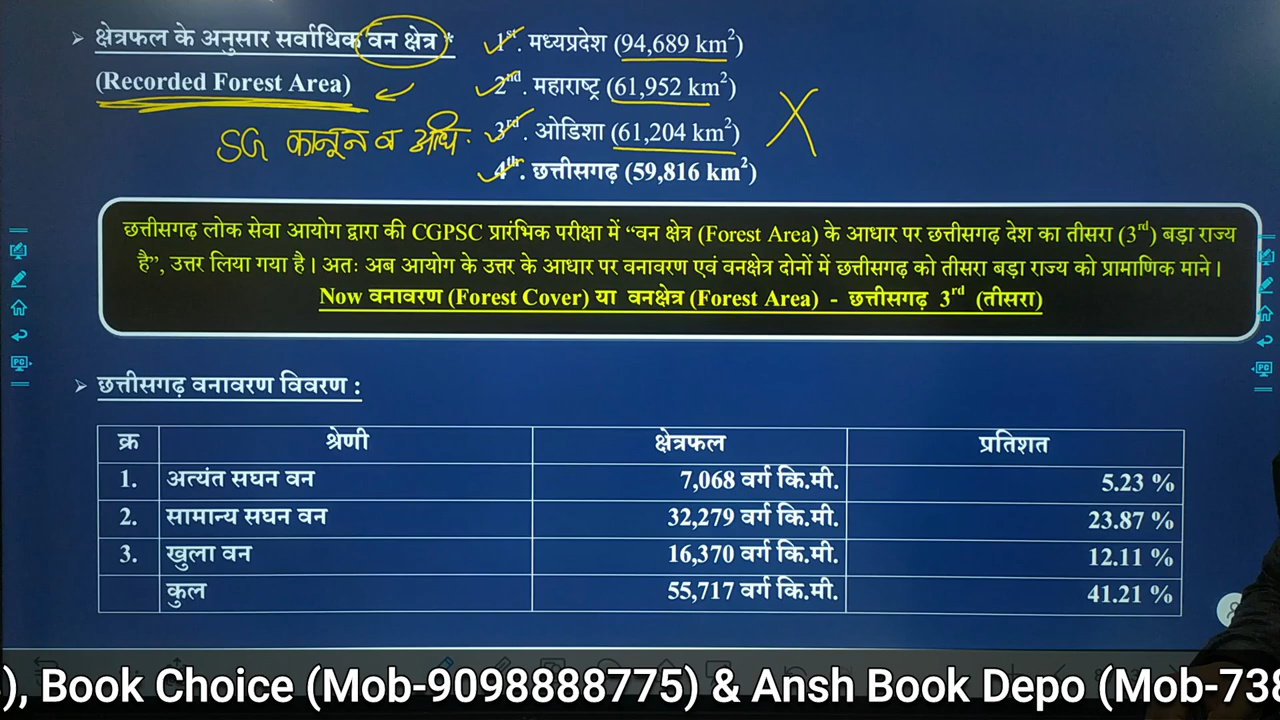 ➢ क्षेत्रफल के अनुसार सर्वाधिक वन क्षेत्र *
(Recorded Forest Area)
1st. मध्यप्रदेश (94,689 km²)
2nd. महाराष्ट्र (61,952 km²)
3rd. ओडिशा (61,204 km²)
4th. छत्तीसगढ़ (59,816 km²)
SG कानून व अधि.
छत्तीसगढ़ लोक सेवा आयोग द्वारा की CGPSC प्रारंभिक परीक्षा में “वन क्षेत्र (Forest Area) के आधार पर छत्तीसगढ़ देश का तीसरा (3rd) बड़ा राज्य
है”, उत्तर लिया गया है। अतः अब आयोग के उत्तर के आधार पर वनावरण एवं वनक्षेत्र दोनों में छत्तीसगढ़ को तीसरा बड़ा राज्य को प्रामाणिक माने।
Now वनावरण (Forest Cover) या वनक्षेत्र (Forest Area) - छत्तीसगढ़ 3rd (तीसरा)
➢ छत्तीसगढ़ वनावरण विवरण :
क्र श्रेणी क्षेत्रफल प्रतिशत
1. अत्यंत सघन वन 7,068 वर्ग कि.मी. 5.23 %
2. सामान्य सघन वन 32,279 वर्ग कि.मी. 23.87 %
3. खुला वन 16,370 वर्ग कि.मी. 12.11 %
कुल 55,717 वर्ग कि.मी. 41.21 %
), Book Choice (Mob-9098888775) & Ansh Book Depo (Mob-738